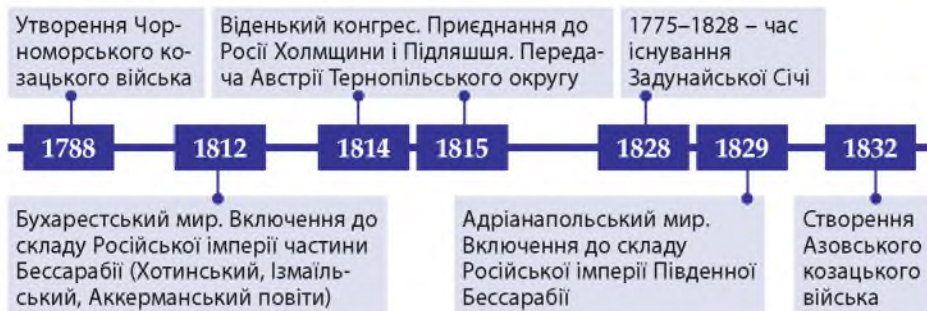 Утворення Чор-
номорського ко-
зацького війська
Віденький конгрес. Приєднання до
Росії Холмщини і Підляшшя. Переда-
ча Австрії Тернопільського округу
1775–1828 – час
існування
Задунайської Січі
1788
1812
1814
1815
1828
1829
1832
Бухарестський мир. Включення до
складу Російської імперії частини
Бессарабії (Хотинський, Ізмаїль-
ський, Аккерманський повіти)
Адріанапольський мир.
Включення до складу
Російської імперії Південної
Бессарабії
Створення
Азовського
козацького
війська